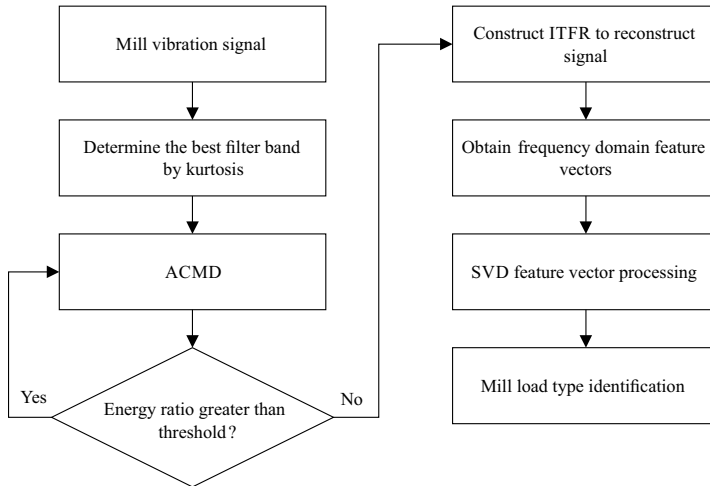 Mill vibration signal
Determine the best filter band
by kurtosis
ACMD
Yes
Energy ratio greater than
threshold?
No
Construct ITFR to reconstruct
signal
Obtain frequency domain feature
vectors
SVD feature vector processing
Mill load type identification